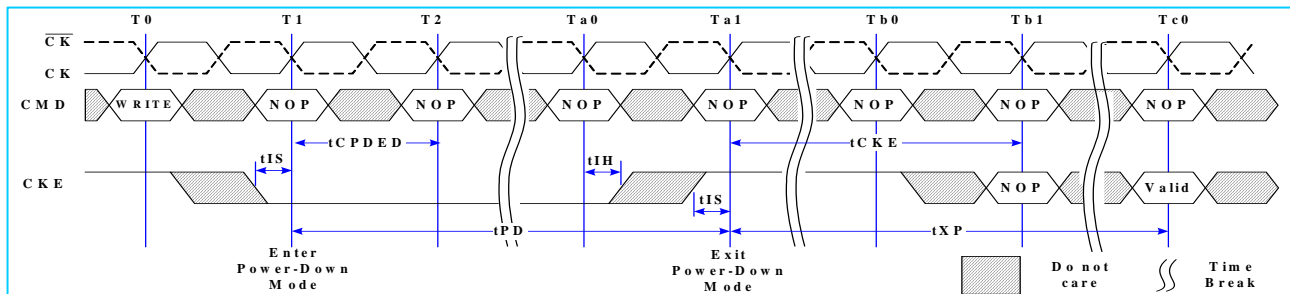 T0 T1 T2 Ta0 Ta1 Tb0 Tb1 Tc0
CK
CK
CMD WRITE NOP NOP NOP NOP NOP NOP NOP
tCPDED tCKE
tIS tIH
CKE NOP Valid
tIS
tPD tXP
Enter
Power-Down
Mode
Exit
Power-Down
Mode
Do not
care
Time
Break